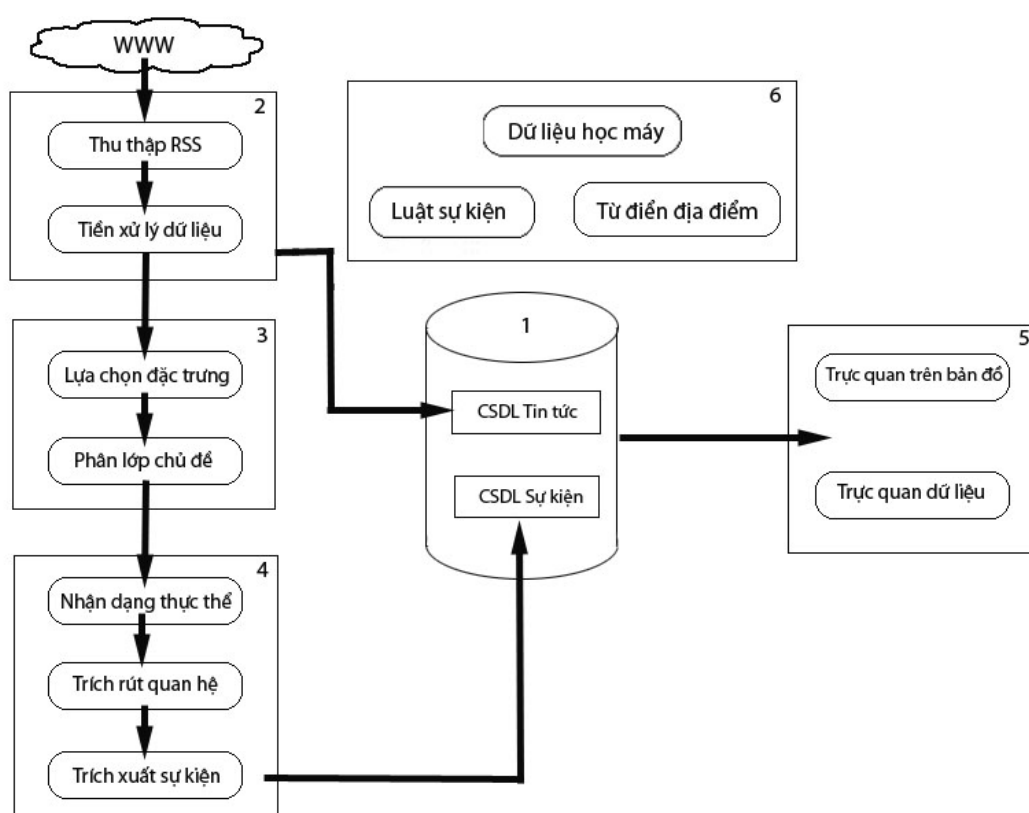 WWW
2
Thu thập RSS
Tiền xử lý dữ liệu
6
Dữ liệu học máy
Luật sự kiện
Từ điển địa điểm
3
Lựa chọn đặc trưng
Phân lớp chủ đề
1
CSDL Tin tức
CSDL Sự kiện
5
Trực quan trên bản đồ
Trực quan dữ liệu
4
Nhận dạng thực thể
Trích rút quan hệ
Trích xuất sự kiện